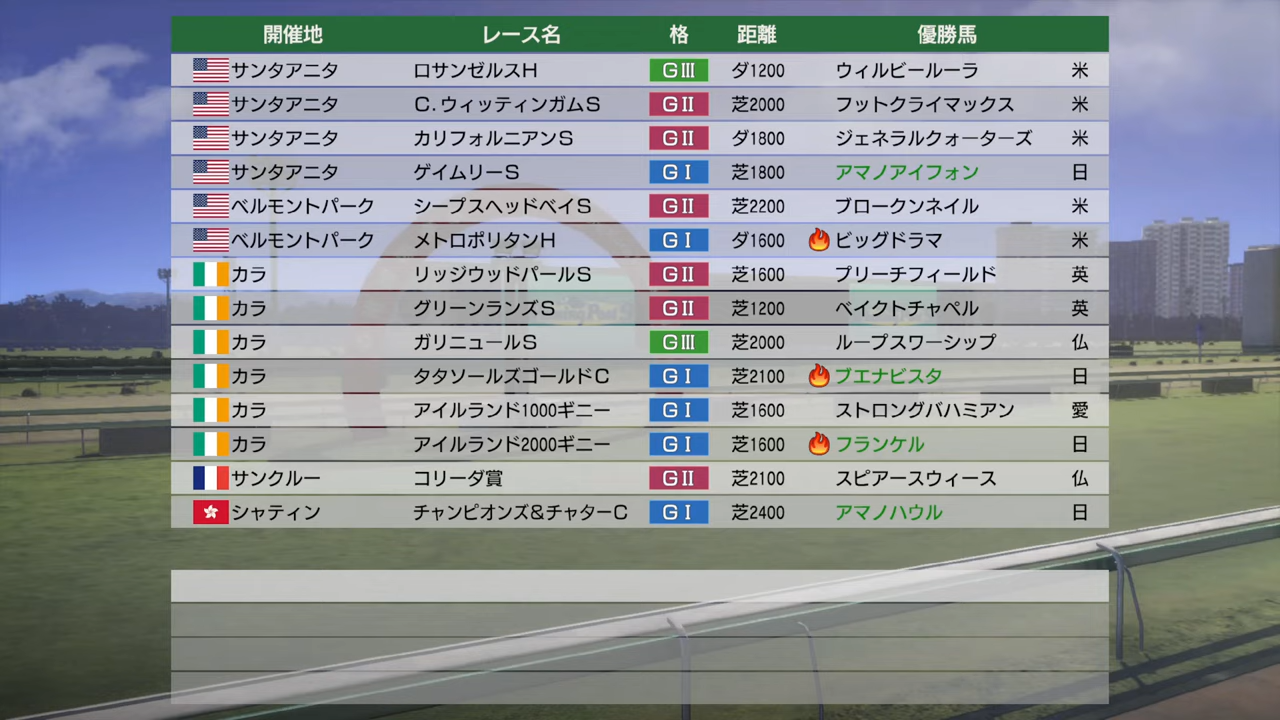 開催地 レース名 格 距離 優勝馬
サンタアニタ ロサンゼルスH GⅢ ダ1200 ウィルビールーラ 米
サンタアニタ C.ウィッティンガムS GⅡ 芝2000 フットクライマックス 米
サンタアニタ カリフォルニアンS GⅡ ダ1800 ジェネラルクォーターズ 米
サンタアニタ ゲイムリーS GⅠ 芝1800 アマノアイフォン 日
ベルモントパーク シープスヘッドベイS GⅡ 芝2200 ブロークンネイル 米
ベルモントパーク メトロポリタンH GⅠ ダ1600 ビッグドラマ 米
カラ リッジウッドパールS GⅡ 芝1600 プリーチフィールド 英
カラ グリーンランズS GⅡ 芝1200 ベイクトチャペル 英
カラ ガリニュールS GⅢ 芝2000 ループスワーシップ 仏
カラ タタソールズゴールドC GⅠ 芝2100 ブエナビスタ 日
カラ アイルランド1000ギニー GⅠ 芝1600 ストロングバハミアン 愛
カラ アイルランド2000ギニー GⅠ 芝1600 フランケル 日
サンクルー コリーダ賞 GⅡ 芝2100 スピアースウィース 仏
シャティン チャンピオンズ&チャターC GⅠ 芝2400 アマノハウル 日